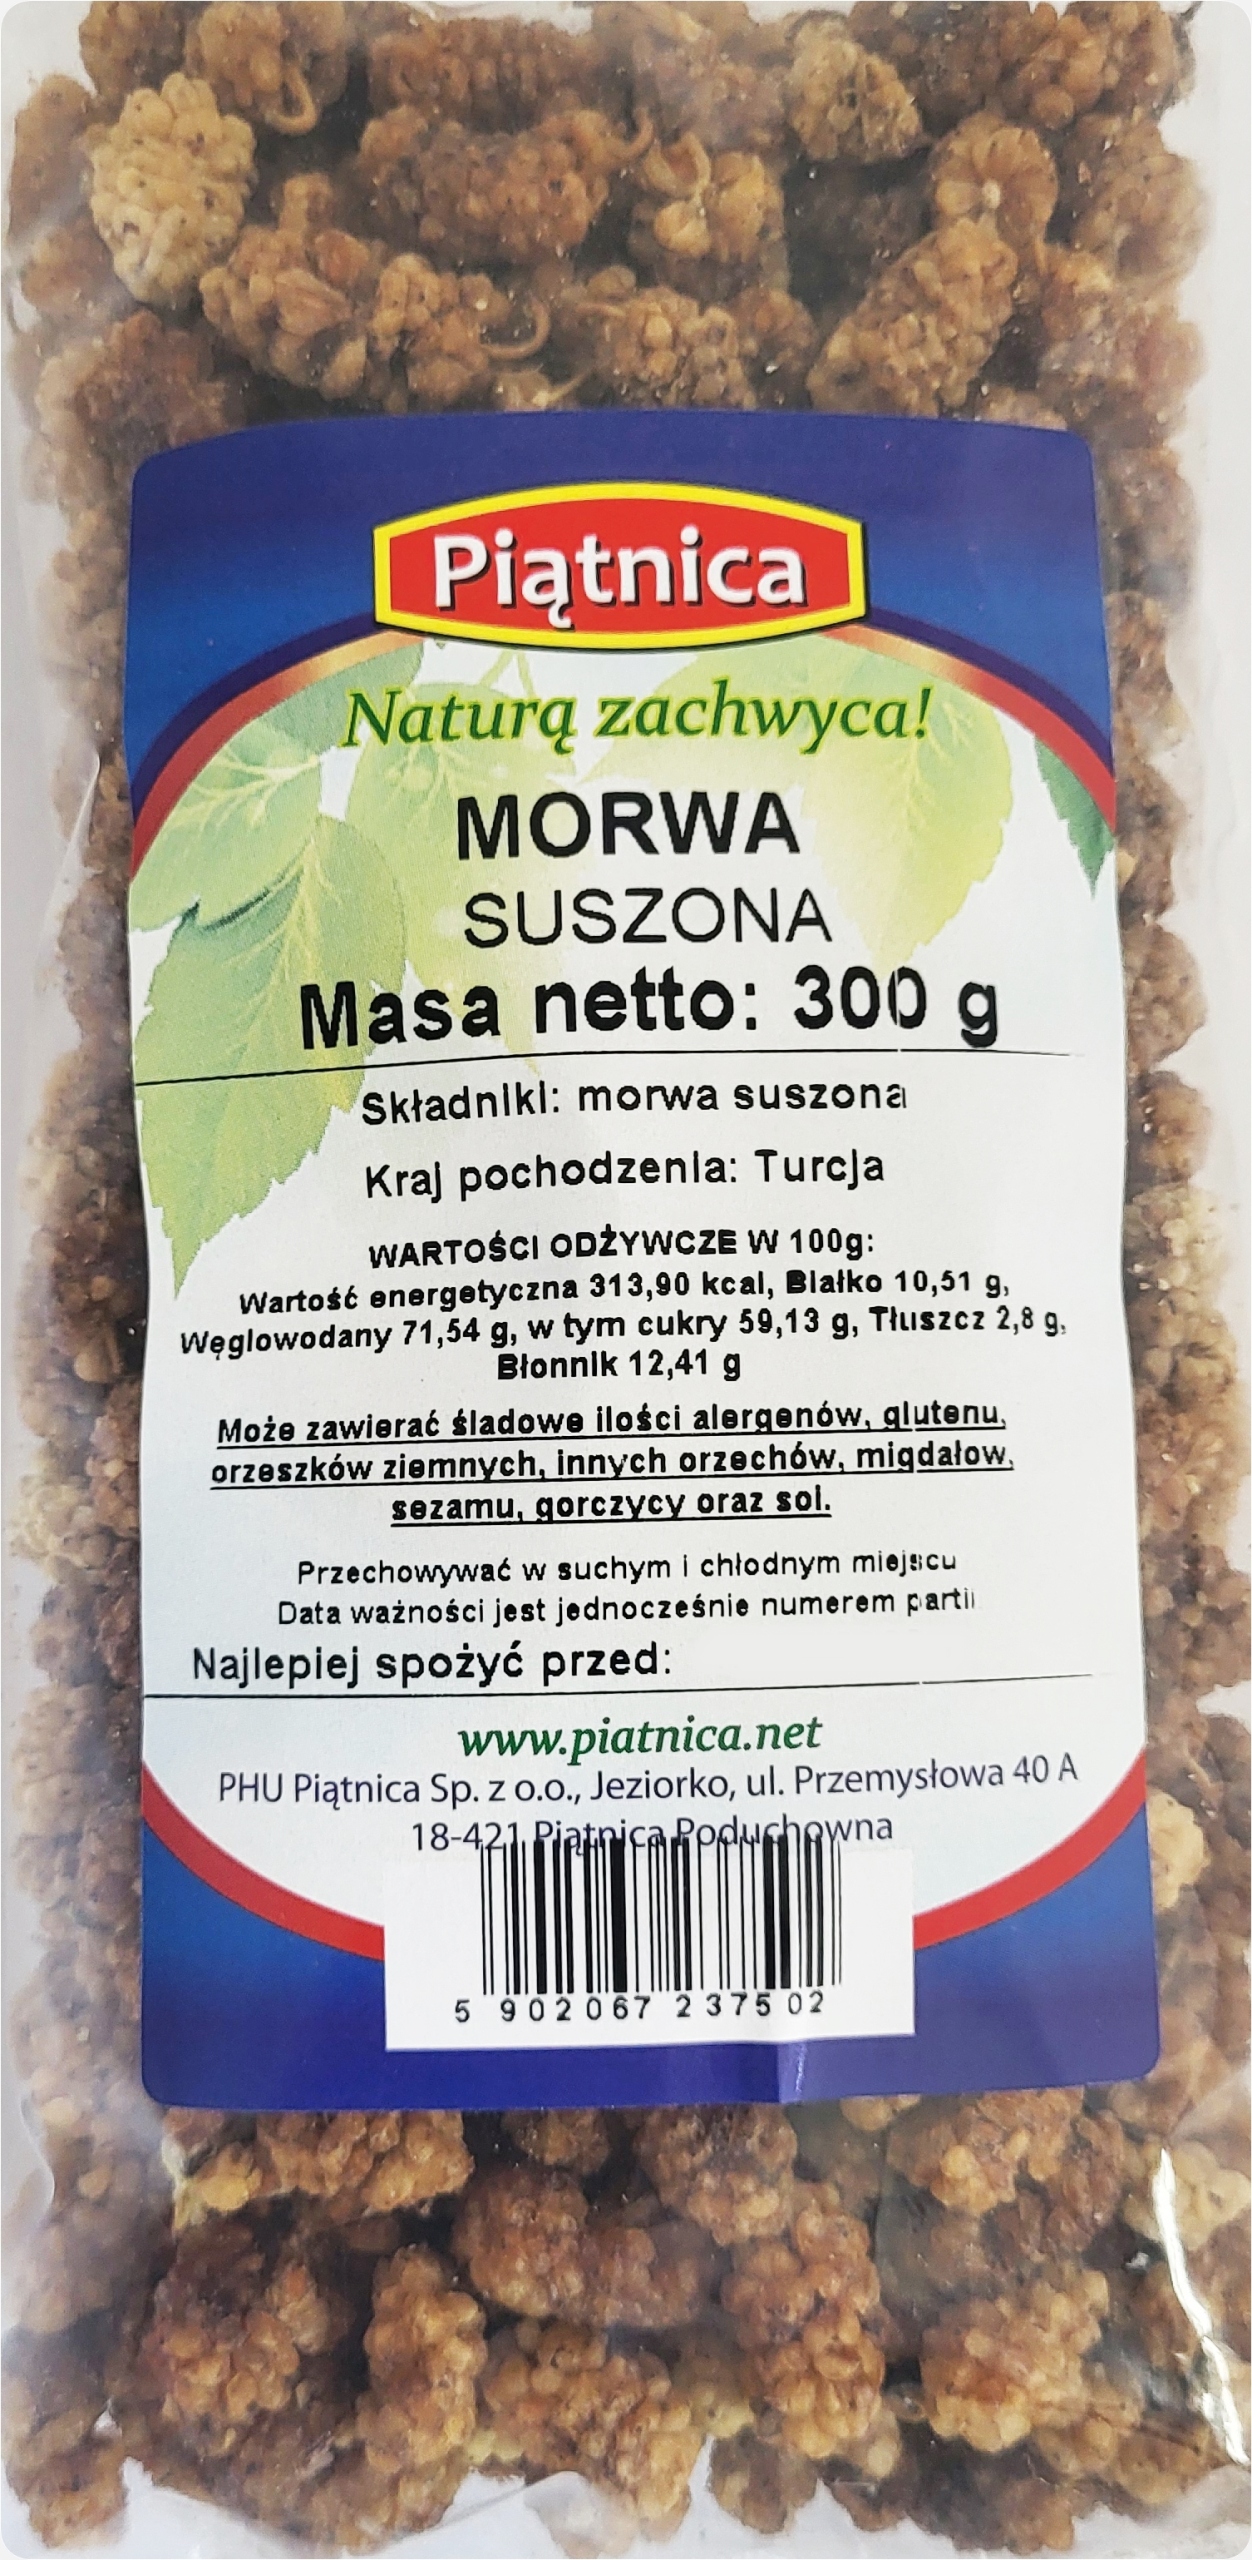 Piątnica
Naturą zachwyca!
MORWA
SUSZONA
Masa netto: 300 g
Składniki: morwa suszona
Kraj pochodzenia: Turcja
WARTOŚCI ODŻYWCZE W 100g:
Wartość energetyczna 313,90 kcal, Białko 10,51 g,
Węglowodany 71,54 g, w tym cukry 59,13 g, Tłuszcz 2,8 g,
Błonnik 12,41 g
Może zawierać śladowe ilości alergenów, glutenu,
orzeszków ziemnych, innych orzechów, migdałow,
sezamu, gorczycy oraz soi.
Przechowywać w suchym i chłodnym miejscu
Data ważności jest jednocześnie numerem partii
Najlepiej spożyć przed:
www.piatnica.net
PHU Piątnica Sp. z o.o., Jeziorko, ul. Przemysłowa 40 A
18-421 Piątnica Poduchowna
5 902067 237502